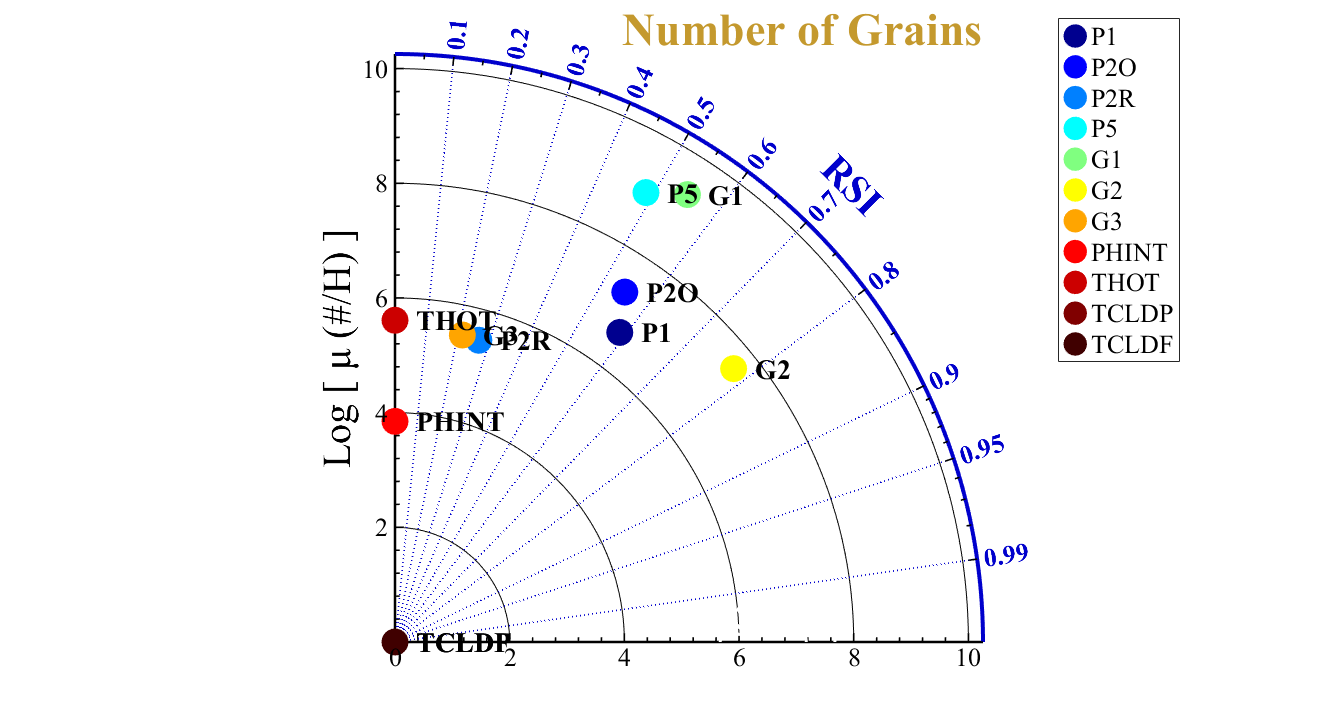 Number of Grains
RSI
Log [ μ (#/H) ]
0.1
0.2
0.3
0.4
0.5
0.6
0.7
0.8
0.9
0.95
0.99
10
8
6
4
2
0
2
4
6
8
10
P5
G1
P2O
P1
G2
THOT
G3
P2R
PHINT
TCLDP
P1
P2O
P2R
P5
G1
G2
G3
PHINT
THOT
TCLDP
TCLDF